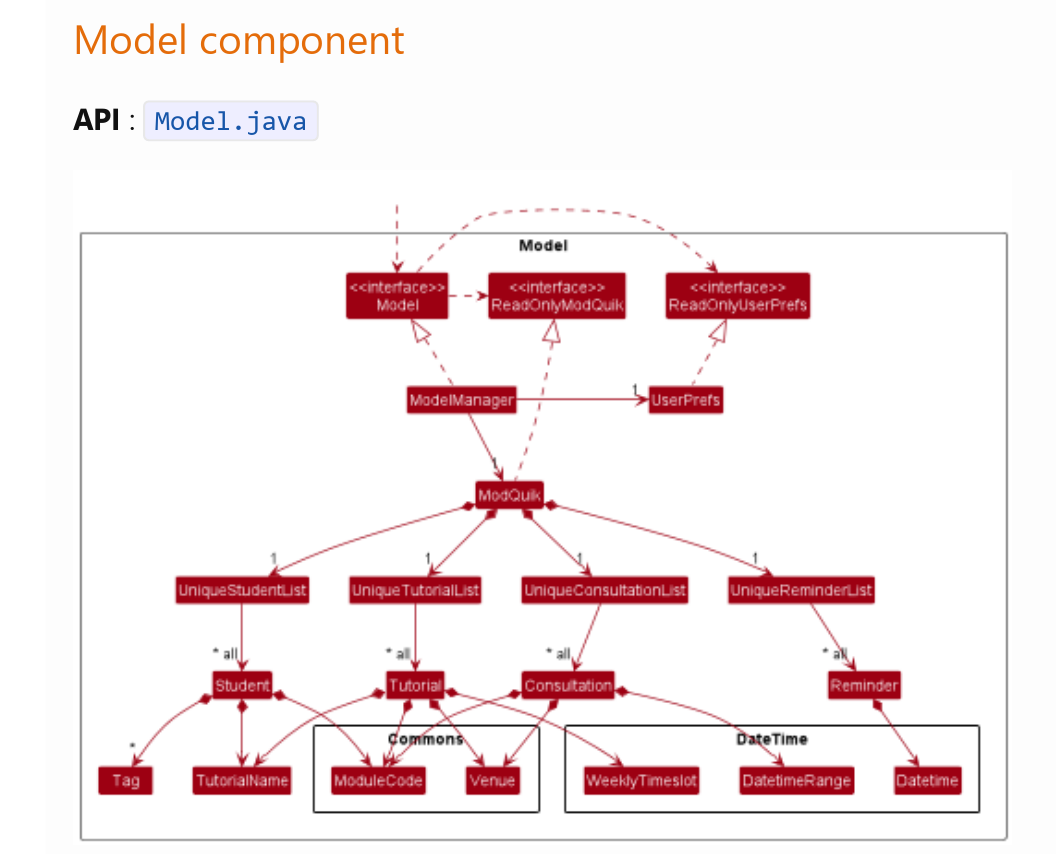 Model component
API : Model.java
Model
<<interface>>
Model
<<interface>>
ReadOnlyModQuik
<<interface>>
ReadOnlyUserPrefs
ModelManager
1
UserPrefs
1
ModQuik
1
1
1
1
UniqueStudentList
UniqueTutorialList
UniqueConsultationList
UniqueReminderList
* all
* all
* all
* all
Student
Tutorial
Consultation
Reminder
*
Commons
DateTime
Tag
TutorialName
ModuleCode
Venue
WeeklyTimeslot
DatetimeRange
Datetime